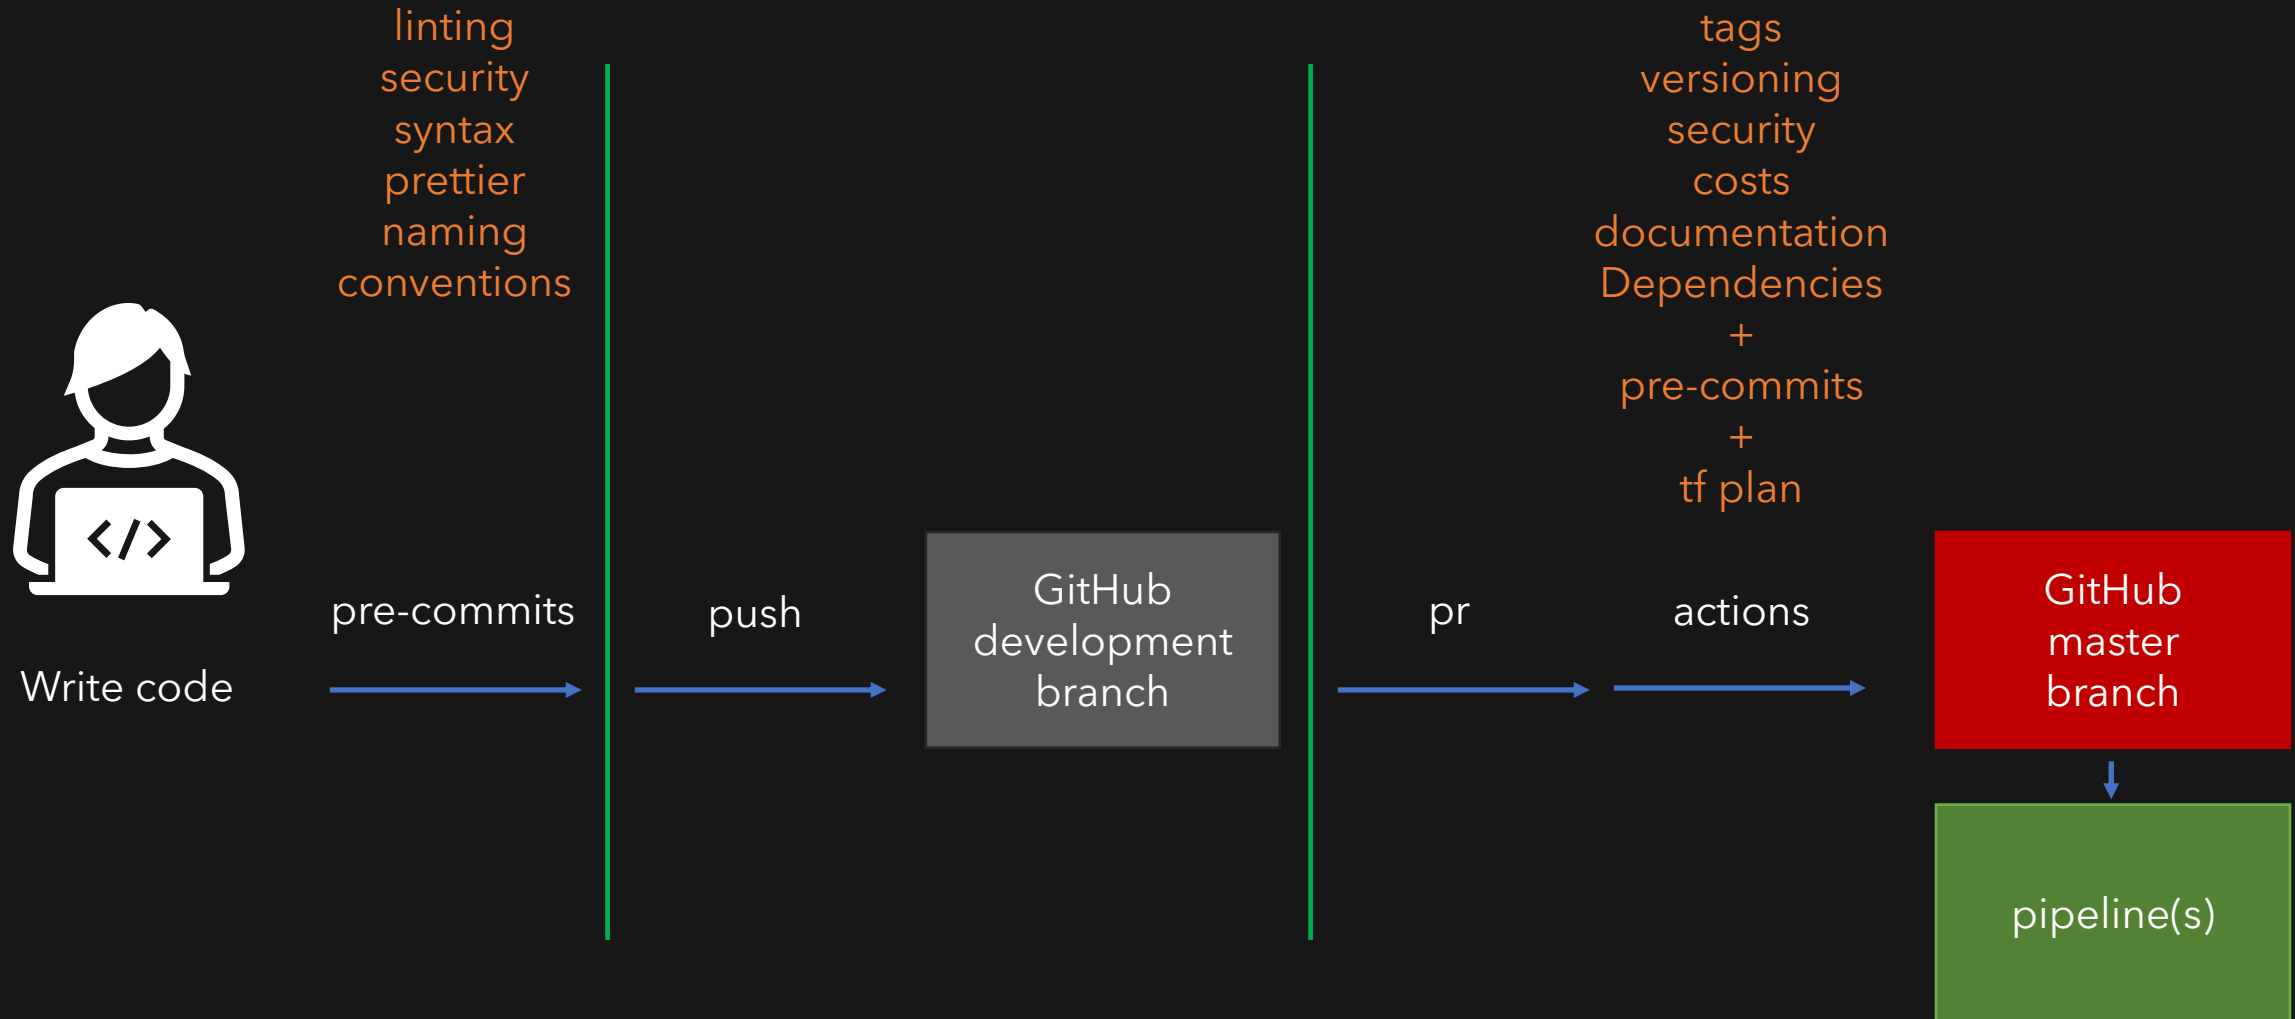 linting
security
syntax
prettier
naming
conventions
tags
versioning
security
costs
documentation
Dependencies
+
pre-commits
+
tf plan
</>
Write code
pre-commits
push
GitHub
development
branch
pr
actions
GitHub
master
branch
pipeline(s)